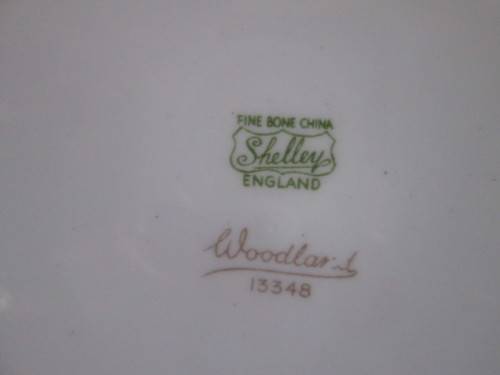 FINE BONE CHINA
Shelley
ENGLAND
Woodland
13348